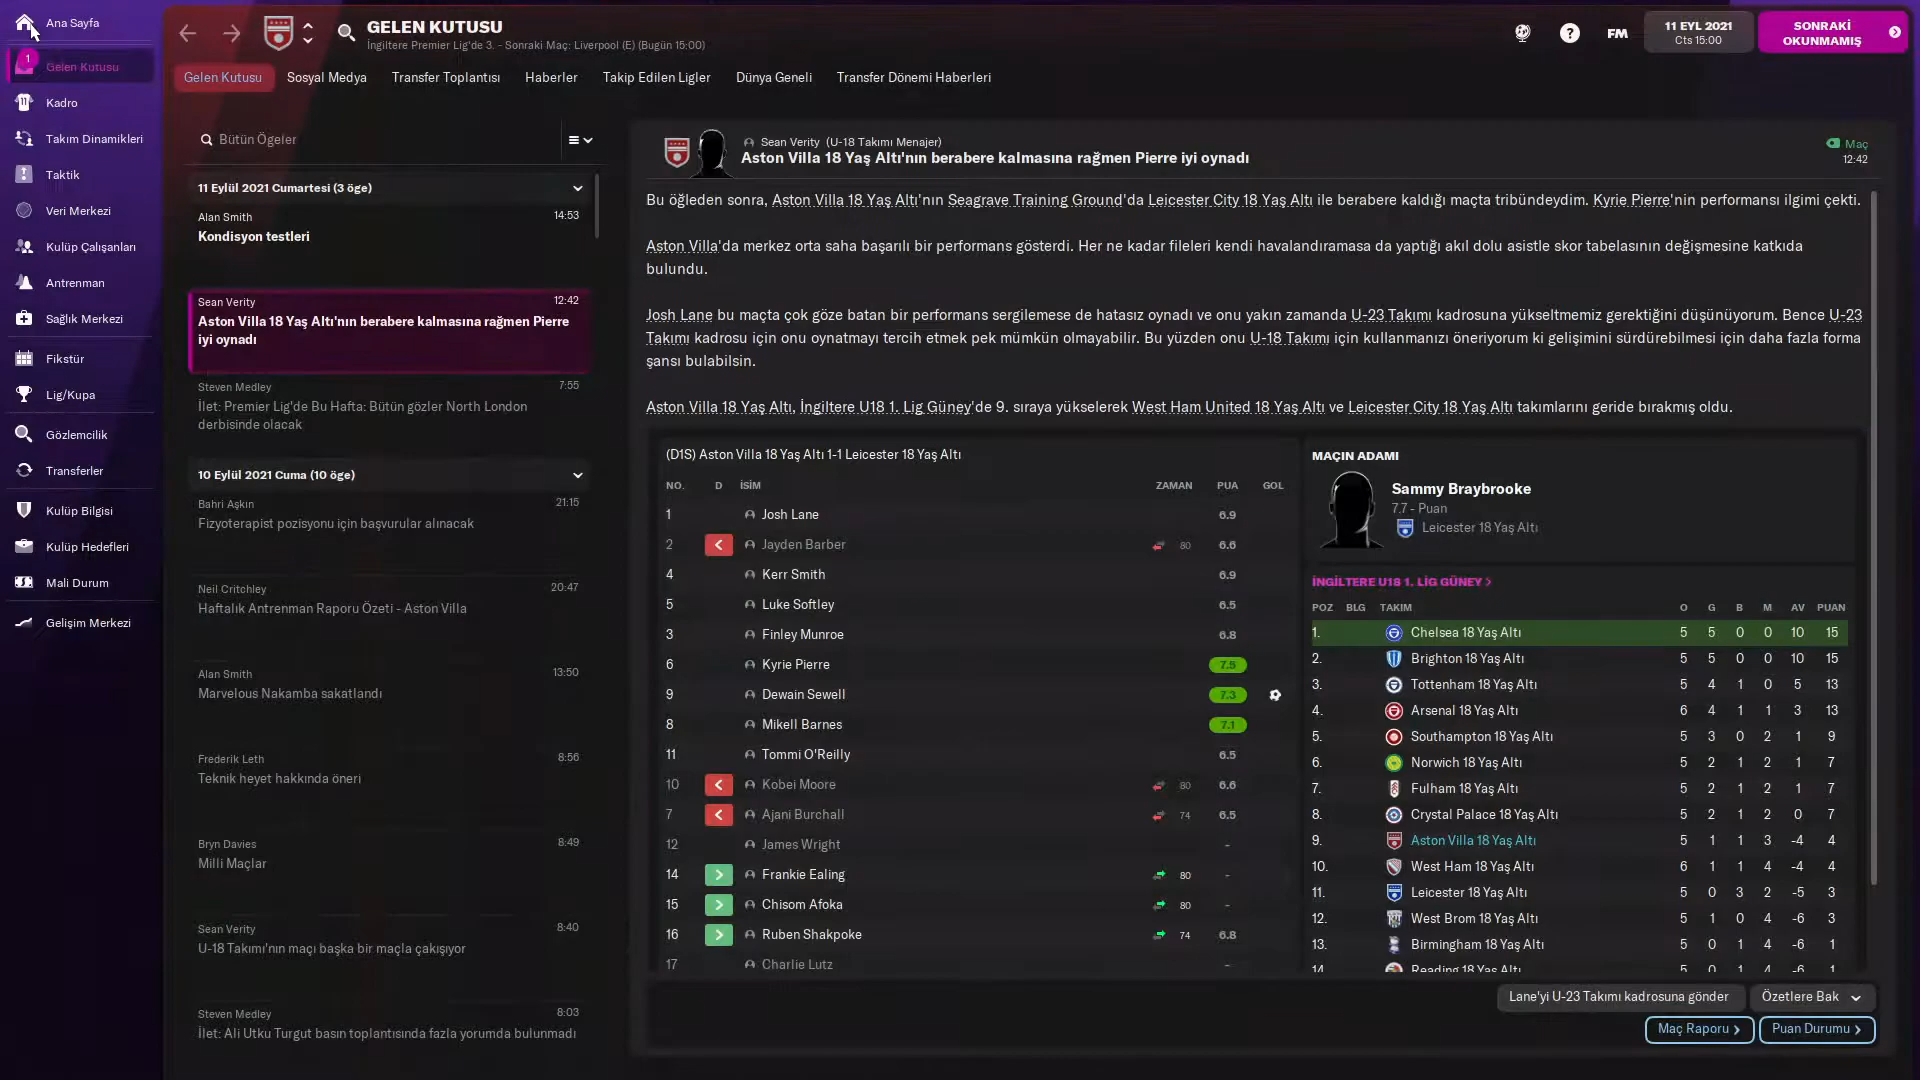 Ana Sayfa
1
Gelen Kutusu
Kadro
Takım Dinamikleri
Taktik
Veri Merkezi
Kulüp Çalışanları
Antrenman
Sağlık Merkezi
Fikstür
Lig/Kupa
Gözlemcilik
Transferler
Kulüp Bilgisi
Kulüp Hedefleri
Mali Durum
Gelişim Merkezi
GELEN KUTUSU
İngiltere Premier Lig'de 3. - Sonraki Maç: Liverpool (E) (Bugün 15:00)
FM
11 EYL 2021
Cts 15:00
SONRAKİ
OKUNMAMIŞ
Gelen Kutusu Sosyal Medya Transfer Toplantısı Haberler Takip Edilen Ligler Dünya Geneli Transfer Dönemi Haberleri
Bütün Ögeler
11 Eylül 2021 Cumartesi (3 öge)
Alan Smith 14:53
Kondisyon testleri
Sean Verity 12:42
Aston Villa 18 Yaş Altı'nın berabere kalmasına rağmen Pierre
iyi oynadı
Steven Medley 7:55
İlet: Premier Lig'de Bu Hafta: Bütün gözler North London
derbisinde olacak
10 Eylül 2021 Cuma (10 öge)
Bahri Aşkın 21:15
Fizyoterapist pozisyonu için başvurular alınacak
Neil Critchley 20:47
Haftalık Antrenman Raporu Özeti - Aston Villa
Alan Smith 13:50
Marvelous Nakamba sakatlandı
Frederik Leth 8:56
Teknik heyet hakkında öneri
Bryn Davies 8:49
Milli Maçlar
Sean Verity 8:40
U-18 Takımı'nın maçı başka bir maçla çakışıyor
Steven Medley 8:03
İlet: Ali Utku Turgut basın toplantısında fazla yorumda bulunmadı
Sean Verity (U-18 Takımı Menajer)
Aston Villa 18 Yaş Altı'nın berabere kalmasına rağmen Pierre iyi oynadı
Maç
12:42
Bu öğleden sonra, Aston Villa 18 Yaş Altı'nın Seagrave Training Ground'da Leicester City 18 Yaş Altı ile berabere kaldığı maçta tribündeydim. Kyrie Pierre'nin performansı ilgimi çekti.
Aston Villa'da merkez orta saha başarılı bir performans gösterdi. Her ne kadar fileleri kendi havalandıramasa da yaptığı akıl dolu asistle skor tabelasının değişmesine katkıda
bulundu.
Josh Lane bu maçta çok göze batan bir performans sergilemese de hatasız oynadı ve onu yakın zamanda U-23 Takımı kadrosuna yükseltmemiz gerektiğini düşünüyorum. Bence U-23
Takımı kadrosu için onu oynatmayı tercih etmek pek mümkün olmayabilir. Bu yüzden onu U-18 Takımı için kullanmanızı öneriyorum ki gelişimini sürdürebilmesi için daha fazla forma
şansı bulabilsin.
Aston Villa 18 Yaş Altı, İngiltere U18 1. Lig Güney'de 9. sıraya yükselerek West Ham United 18 Yaş Altı ve Leicester City 18 Yaş Altı takımlarını geride bırakmış oldu.
(D1S) Aston Villa 18 Yaş Altı 1-1 Leicester 18 Yaş Altı
NO. D İSİM ZAMAN PUA GOL
1 Josh Lane 6.9
2 Jayden Barber 80 6.6
4 Kerr Smith 6.9
5 Luke Softley 6.5
3 Finley Munroe 6.8
6 Kyrie Pierre 7.5
9 Dewain Sewell 7.3
8 Mikell Barnes 7.1
11 Tommi O'Reilly 6.5
10 Kobei Moore 80 6.6
7 Ajani Burchall 74 6.5
12 James Wright -
14 Frankie Ealing 80 -
15 Chisom Afoka 80 -
16 Ruben Shakpoke 74 6.8
17 Charlie Lutz -
MAÇIN ADAMI
Sammy Braybrooke
7.7 - Puan
Leicester 18 Yaş Altı
İNGİLTERE U18 1. LİG GÜNEY >
POZ BLG TAKIM O G B M AV PUAN
1. Chelsea 18 Yaş Altı 5 5 0 0 10 15
2. Brighton 18 Yaş Altı 5 5 0 0 10 15
3. Tottenham 18 Yaş Altı 5 4 1 0 5 13
4. Arsenal 18 Yaş Altı 6 4 1 1 3 13
5. Southampton 18 Yaş Altı 5 3 0 2 1 9
6. Norwich 18 Yaş Altı 5 2 1 2 1 7
7. Fulham 18 Yaş Altı 5 2 1 2 1 7
8. Crystal Palace 18 Yaş Altı 5 2 1 2 0 7
9. Aston Villa 18 Yaş Altı 5 1 1 3 -4 4
10. West Ham 18 Yaş Altı 6 1 1 4 -4 4
11. Leicester 18 Yaş Altı 5 0 3 2 -5 3
12. West Brom 18 Yaş Altı 5 1 0 4 -6 3
13. Birmingham 18 Yaş Altı 5 0 1 4 -6 1
14. Reading 18 Yaş Altı 5 0 1 4 -6 1
Lane'yi U-23 Takımı kadrosuna gönder Özetlere Bak
Maç Raporu > Puan Durumu >